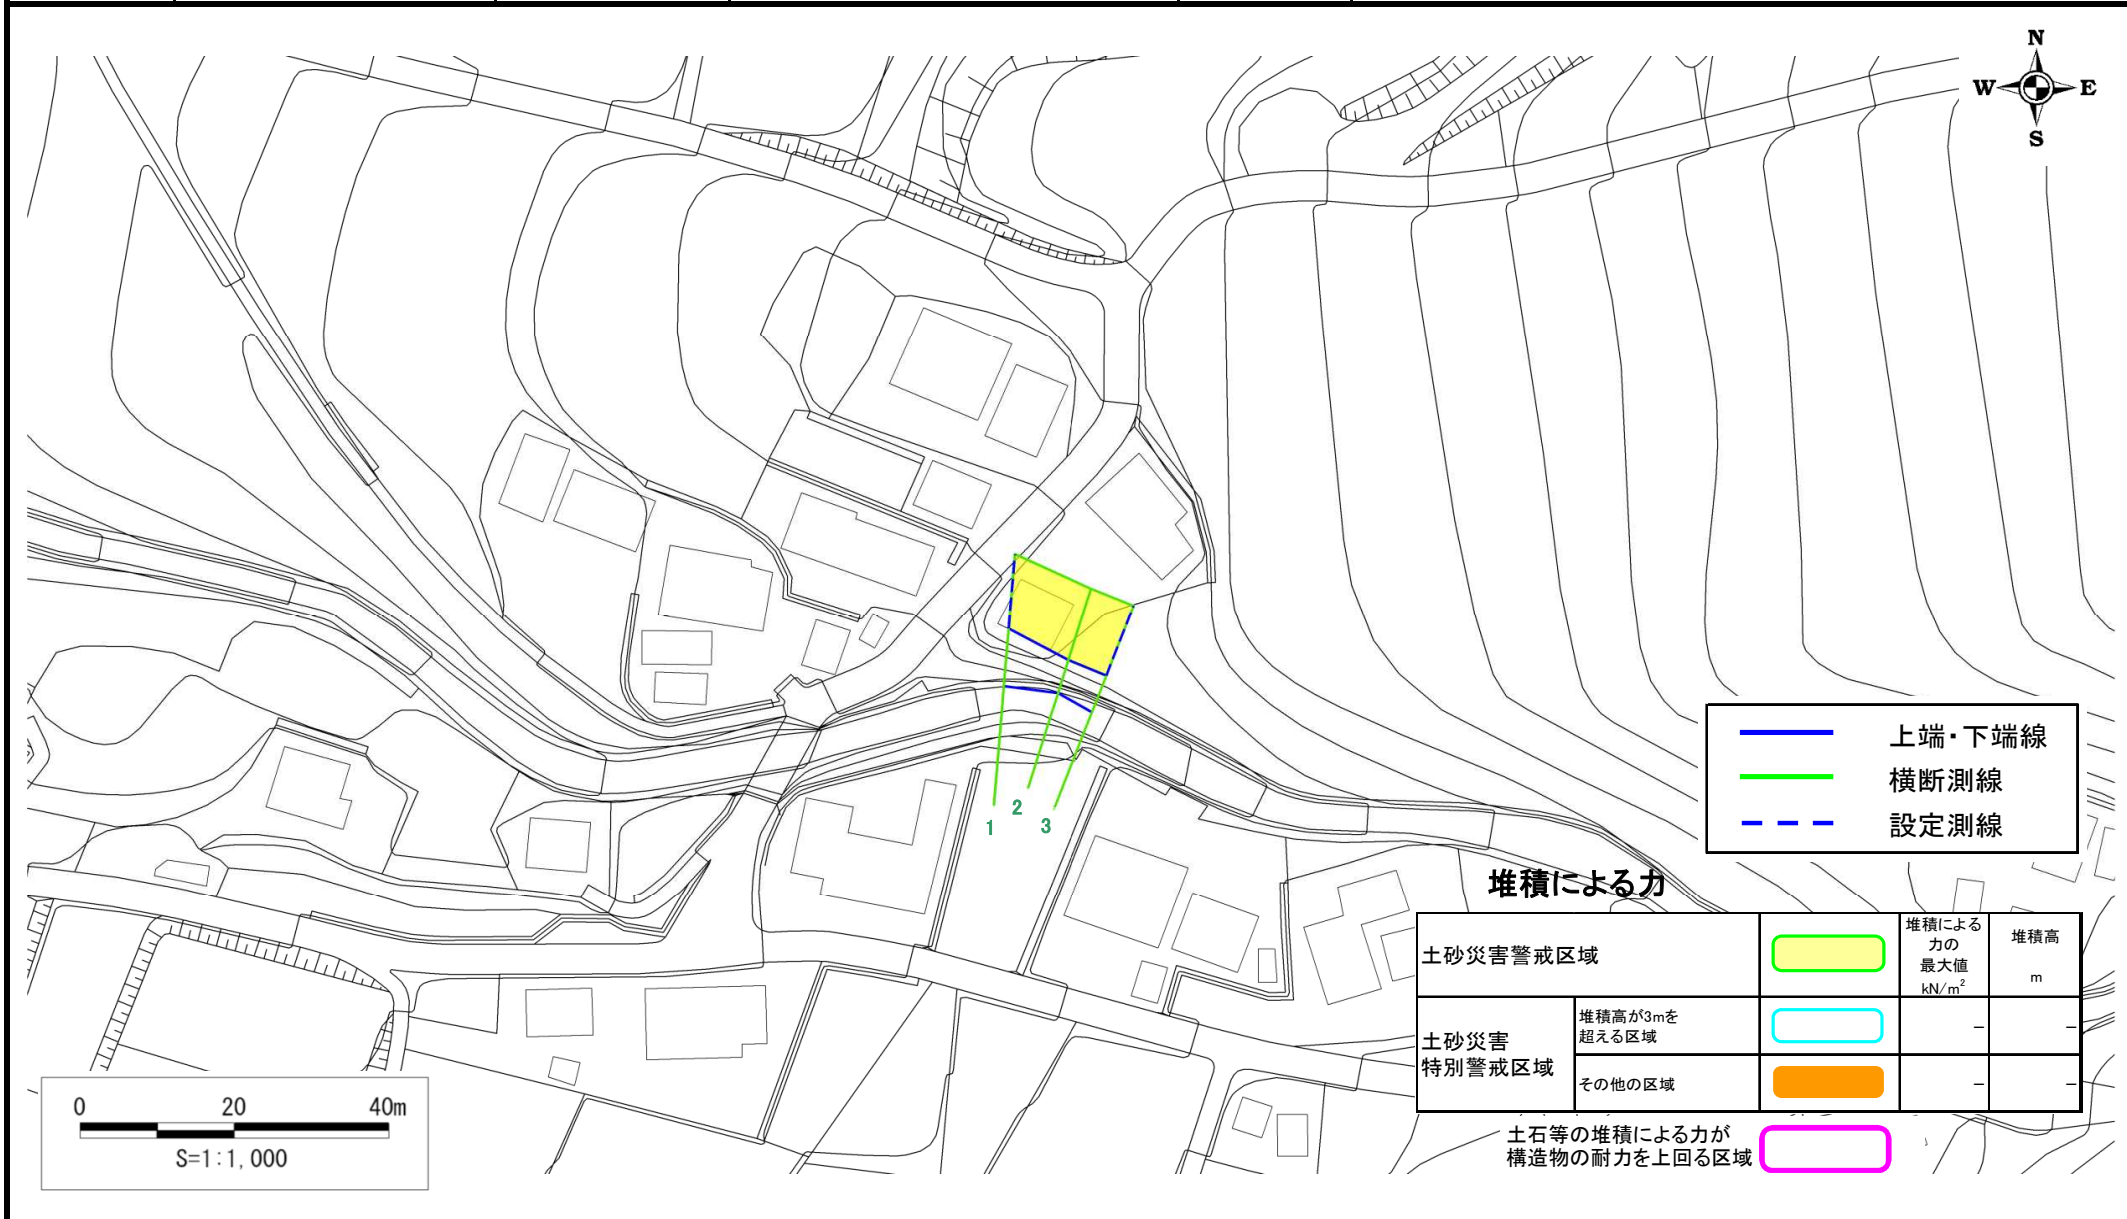 N
W E
S
1
2
3
上端・下端線
横断測線
設定測線
堆積による力
土砂災害警戒区域
堆積による
力の
最大値
kN/m²
堆積高
m
土砂災害
特別警戒区域
堆積高が3mを
超える区域
－ －
その他の区域
－ －
土石等の堆積による力が
構造物の耐力を上回る区域
0 20 40m
S=1:1,000